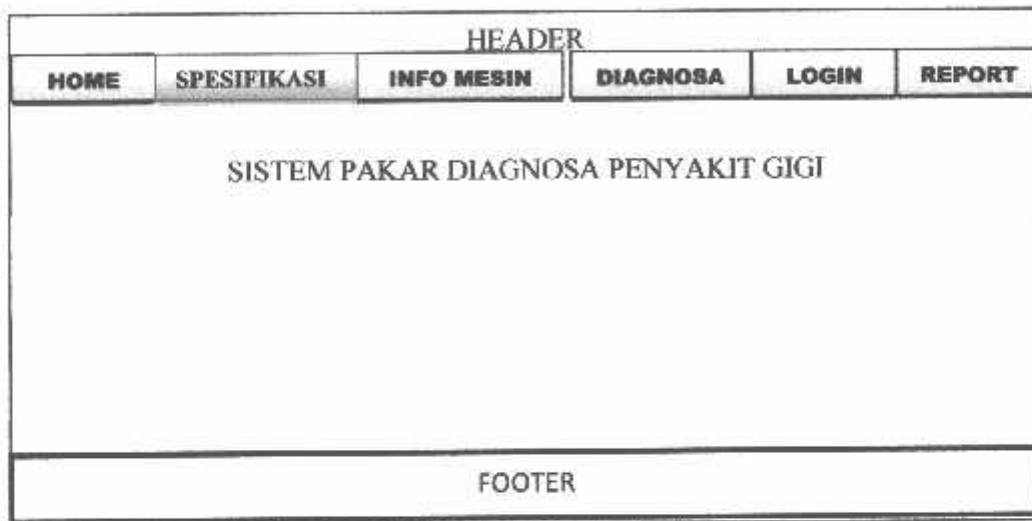 HEADER
HOME SPESIFIKASI INFO MESIN DIAGNOSA LOGIN REPORT
SISTEM PAKAR DIAGNOSA PENYAKIT GIGI
FOOTER